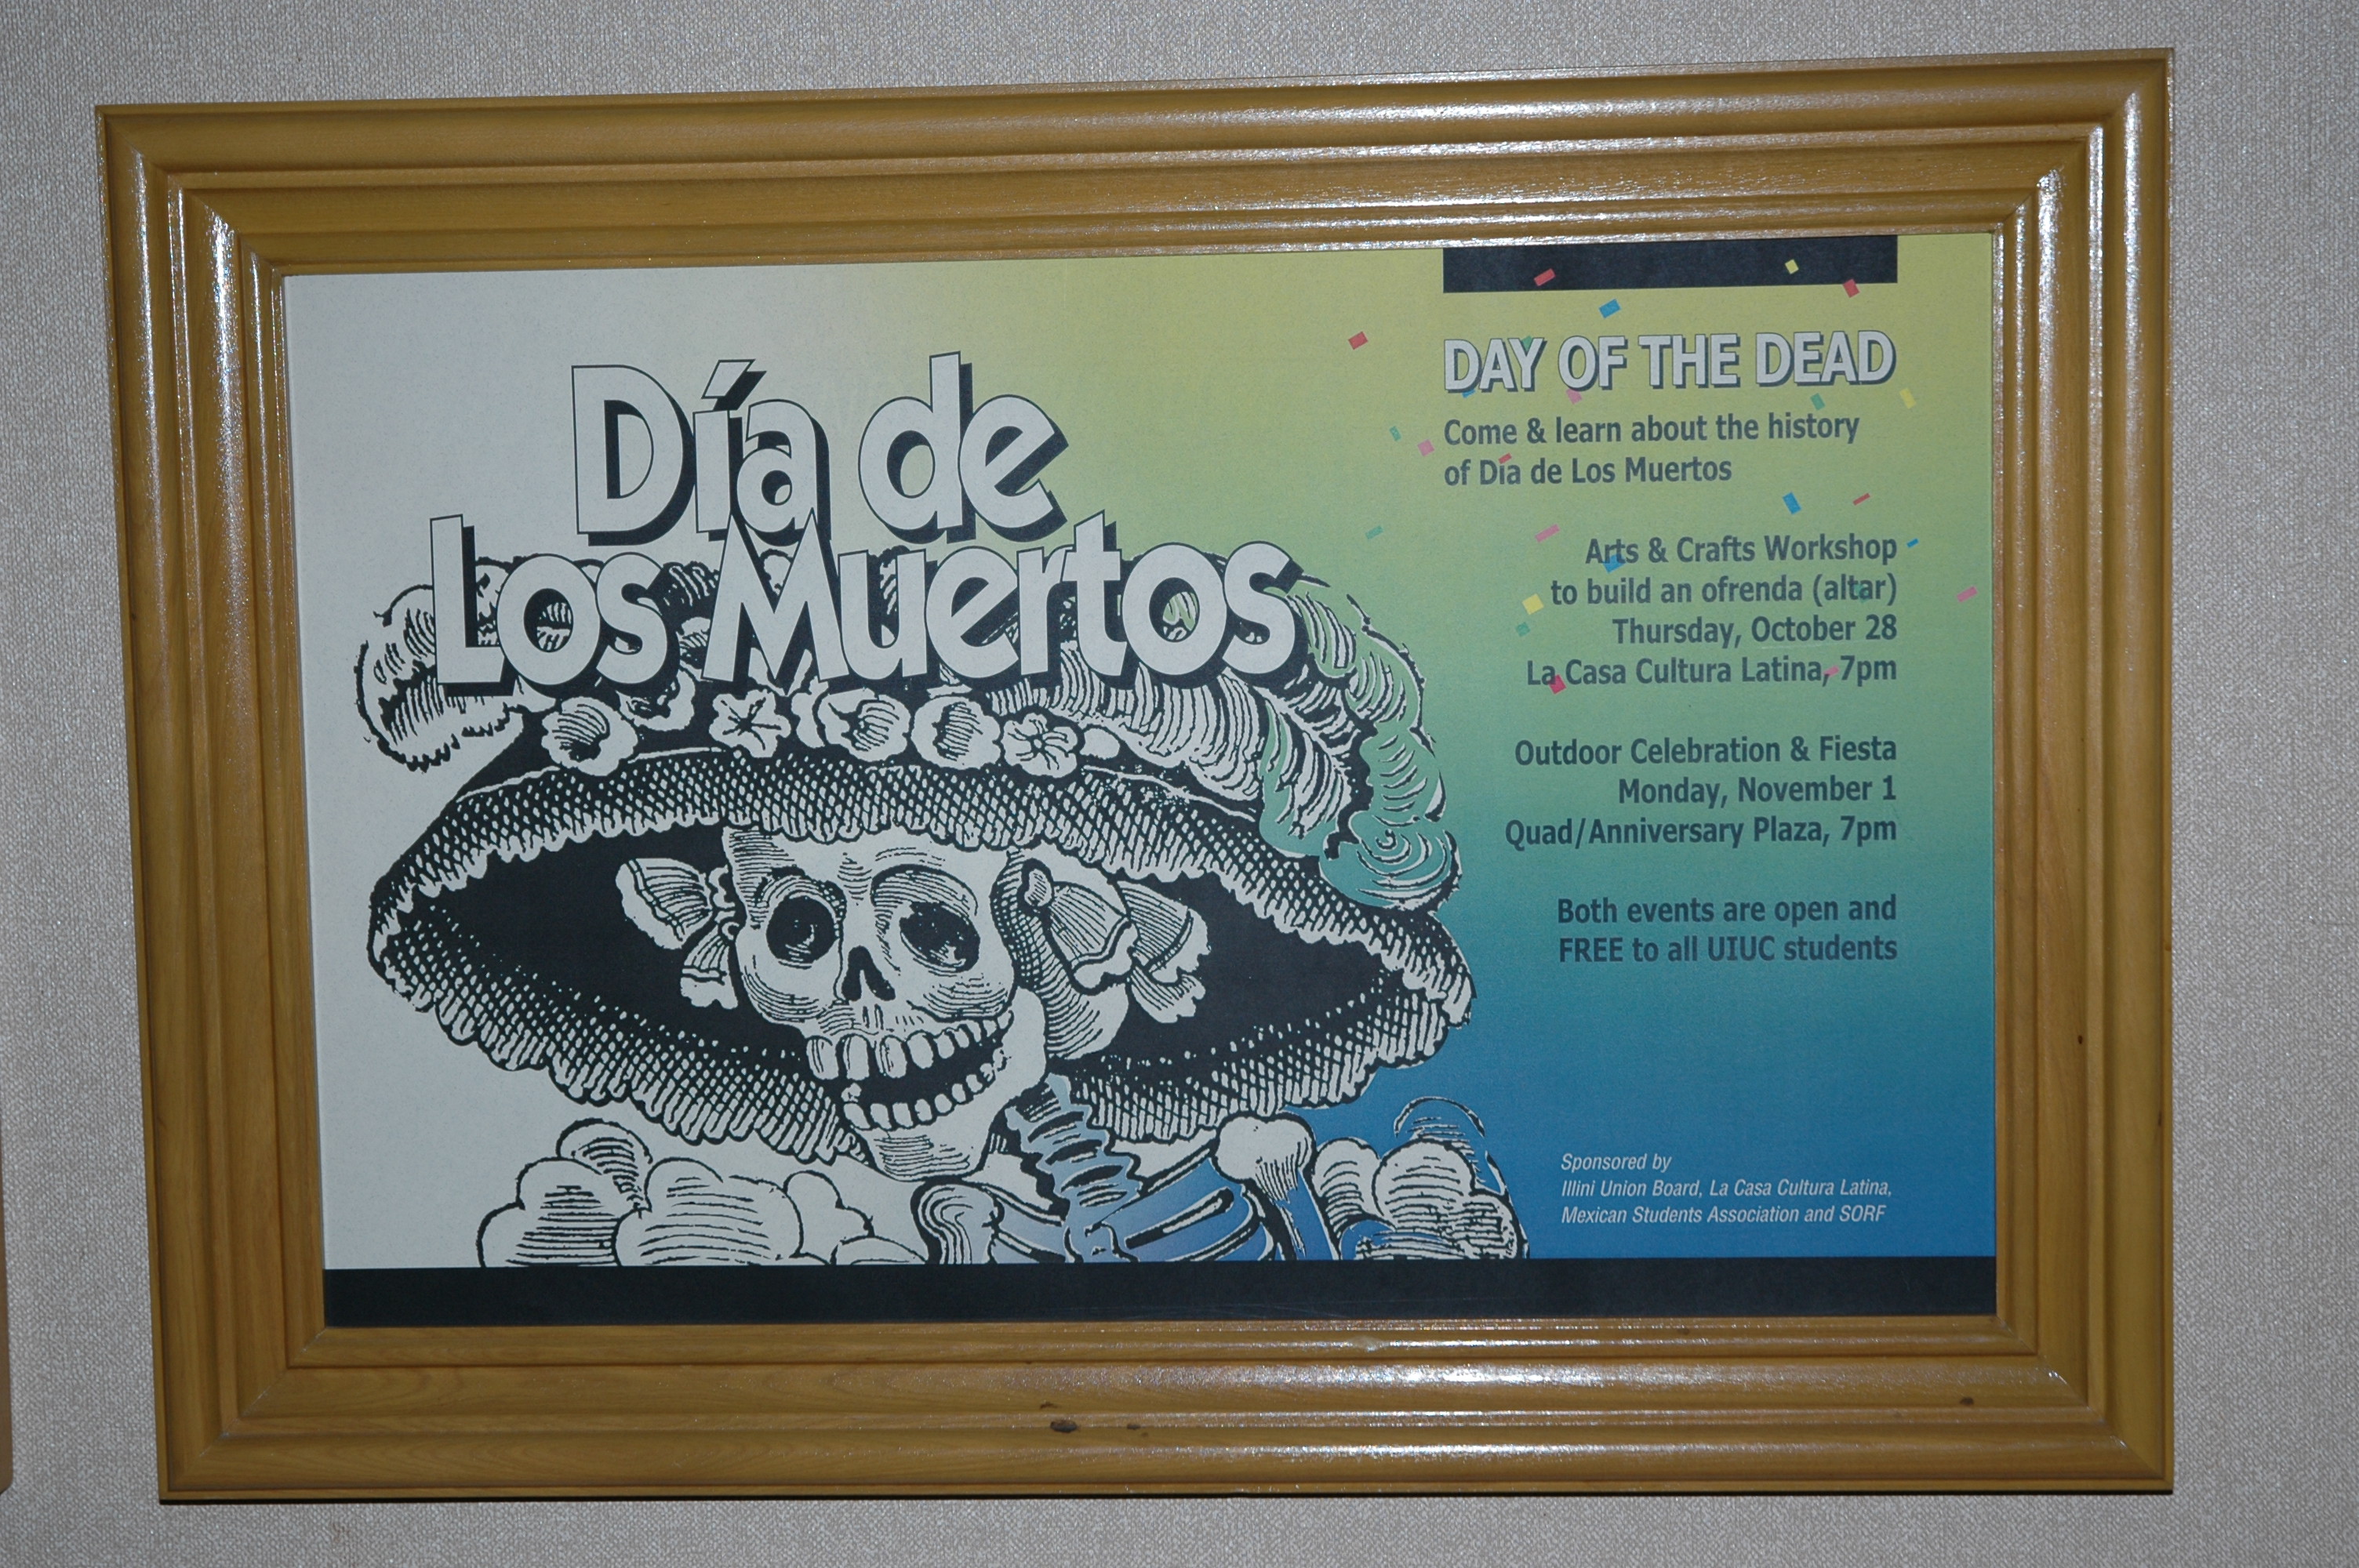 Día de
Los Muertos
DAY OF THE DEAD
Come & learn about the history
of Día de Los Muertos
Arts & Crafts Workshop
to build an ofrenda (altar)
Thursday, October 28
La Casa Cultura Latina, 7pm
Outdoor Celebration & Fiesta
Monday, November 1
Quad/Anniversary Plaza, 7pm
Both events are open and
FREE to all UIUC students
Sponsored by
Illini Union Board, La Casa Cultura Latina,
Mexican Students Association and SORF